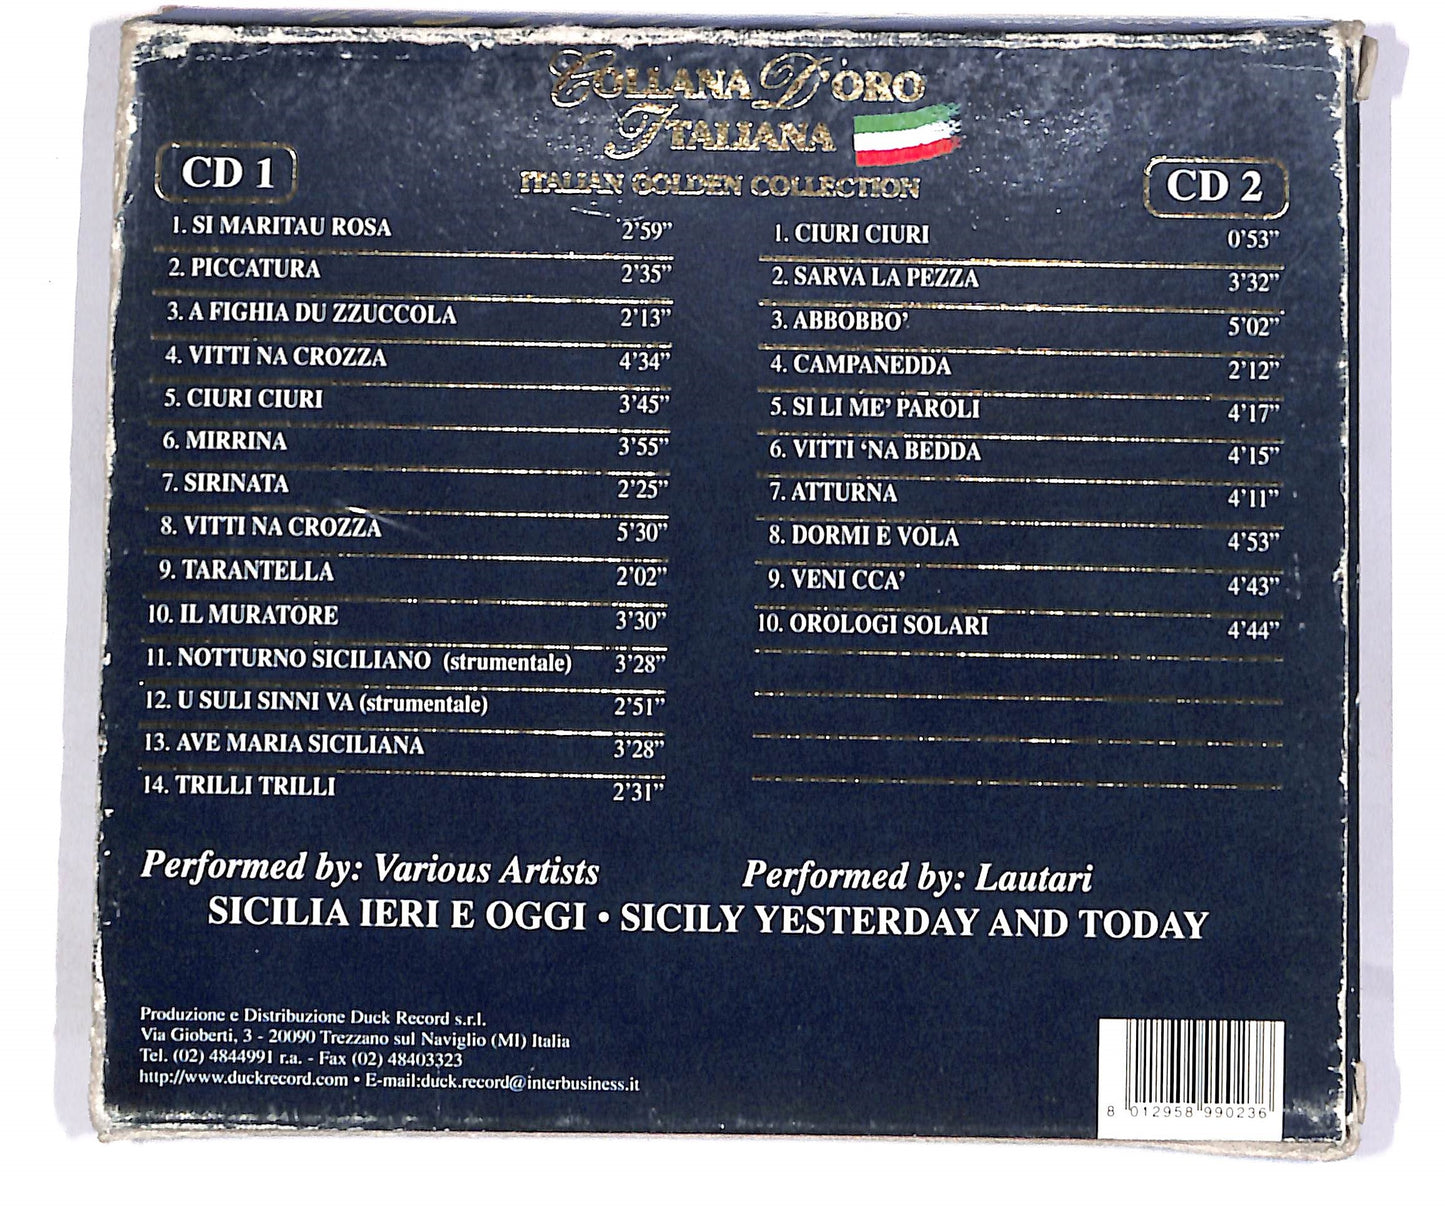 COLLANA D'ORO
ITALIANA
ITALIAN GOLDEN COLLECTION
CD 1
1. SI MARITAU ROSA 2'59”
2. PICCATURA 2'35”
3. A FIGHIA DU ZZUCCOLA 2'13”
4. VITTI NA CROZZA 4'34”
5. CIURI CIURI 3'45”
6. MIRRINA 3'55”
7. SIRINATA 2'25”
8. VITTI NA CROZZA 5'30”
9. TARANTELLA 2'02”
10. IL MURATORE 3'30”
11. NOTTURNO SICILIANO (strumentale) 3'28”
12. U SULI SINNI VA (strumentale) 2'51”
13. AVE MARIA SICILIANA 3'28”
14. TRILLI TRILLI 2'31”
Performed by: Various Artists
CD 2
1. CIURI CIURI 0'53”
2. SARVA LA PEZZA 3'32”
3. ABBOBBO' 5'02”
4. CAMPANEDDA 2'12”
5. SI LI ME' PAROLI 4'17”
6. VITTI ‘NA BEDDA 4'15”
7. ATTURNA 4'11”
8. DORMI E VOLA 4'53”
9. VENI CCA' 4'43”
10. OROLOGI SOLARI 4'44”
Performed by: Lautari
SICILIA IERI E OGGI • SICILY YESTERDAY AND TODAY
Produzione e Distribuzione Duck Record s.r.l.
Via Gioberti, 3 - 20090 Trezzano sul Naviglio (MI) Italia
Tel. (02) 4844991 r.a. - Fax (02) 48403323
http://www.duckrecord.com • E-mail:duck.record@interbusiness.it
8 012958 990236